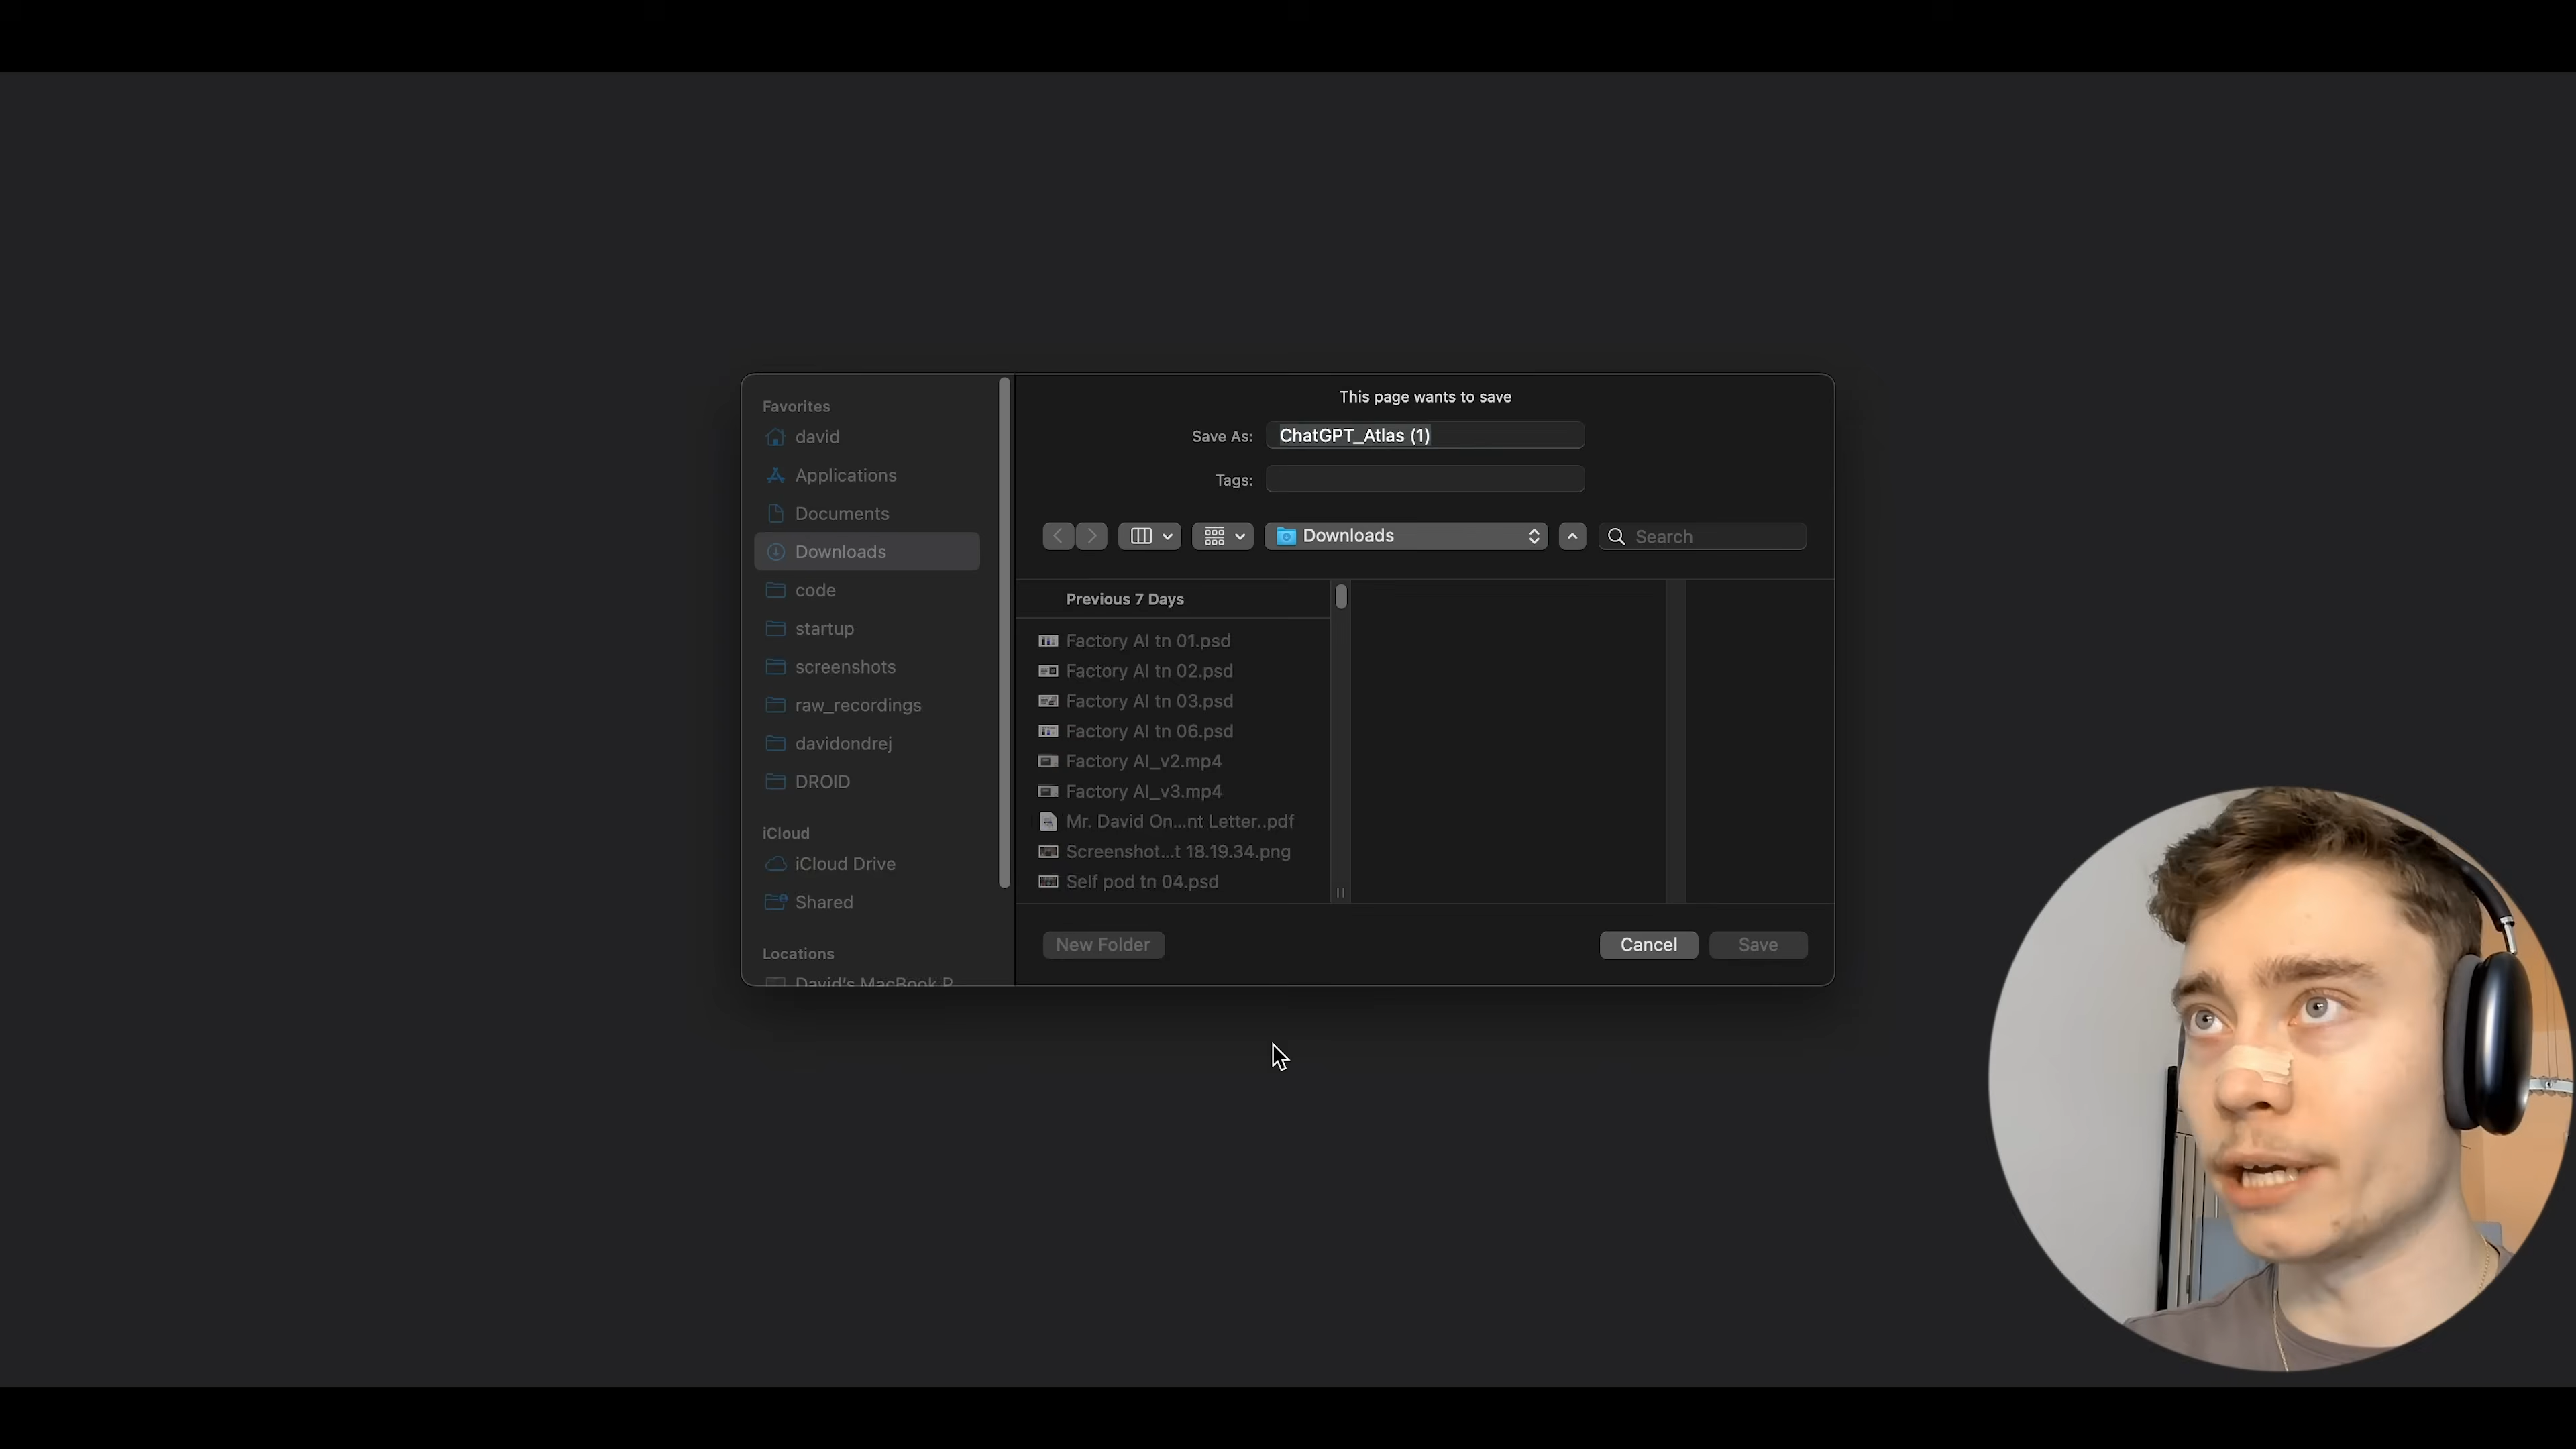 Favorites
david
Applications
Documents
Downloads
code
startup
screenshots
raw_recordings
davidondrej
DROID
iCloud
iCloud Drive
Shared
Locations
David's MacBook P
This page wants to save
Save As: ChatGPT_Atlas (1)
Tags:
Downloads
Search
Previous 7 Days
Factory AI tn 01.psd
Factory AI tn 02.psd
Factory AI tn 03.psd
Factory AI tn 06.psd
Factory AI_v2.mp4
Factory AI_v3.mp4
Mr. David On...nt Letter..pdf
Screenshot...t 18.19.34.png
Self pod tn 04.psd
New Folder
Cancel
Save